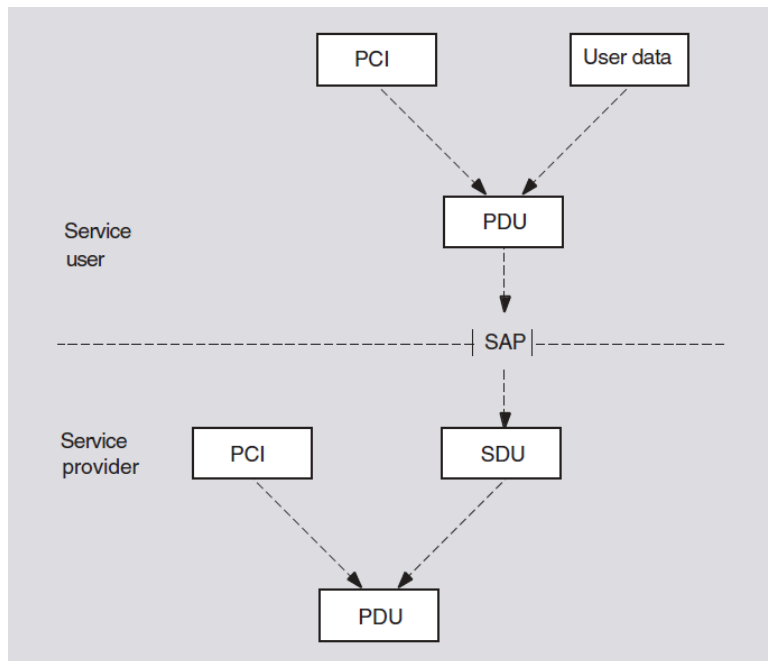 PCI
User data
PDU
Service
user
SAP
Service
provider
PCI
SDU
PDU